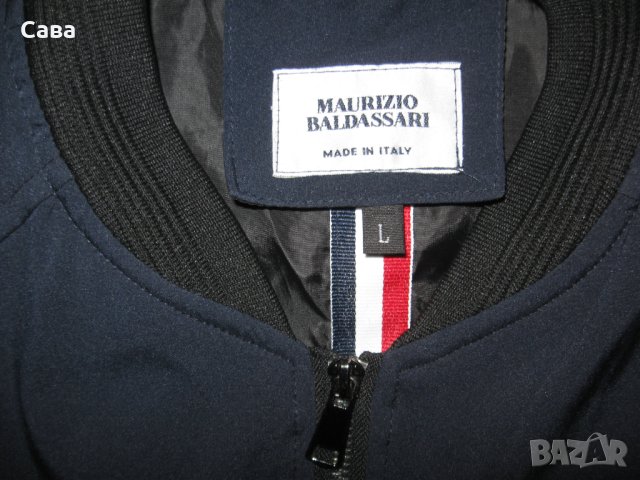 Сава
MAURIZIO
BALDASSARI
MADE IN ITALY
L
BAZAR